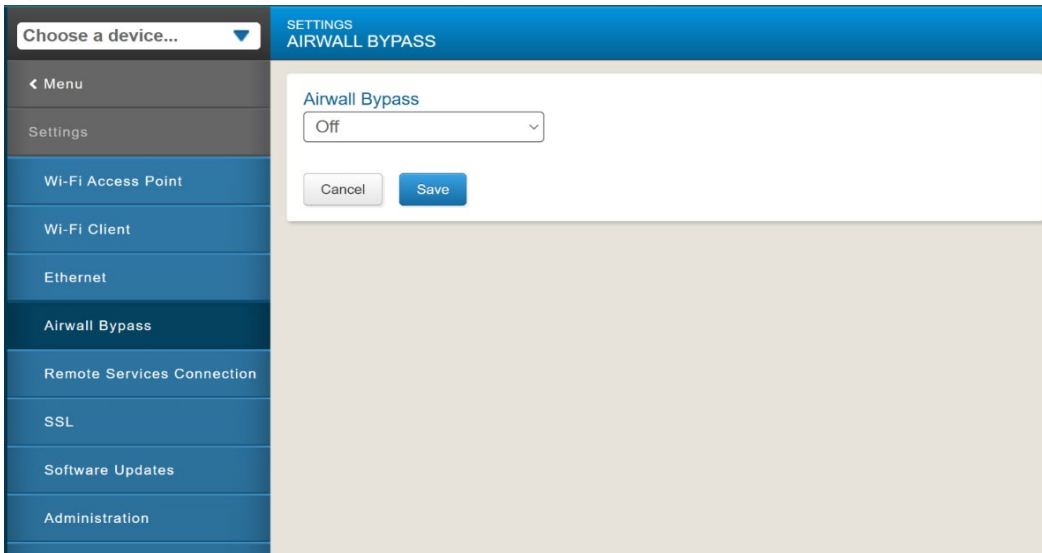 Choose a device...
SETTINGS
AIRWALL BYPASS
Menu
Settings
Wi-Fi Access Point
Wi-Fi Client
Ethernet
Airwall Bypass
Remote Services Connection
SSL
Software Updates
Administration
Airwall Bypass
Off
Cancel
Save